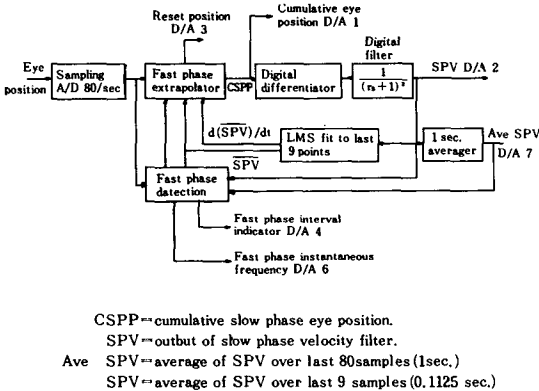 Cumulative eye
position D/A 1
Reset position
D/A 3
Digital
filter
Eye
position
Sampling
A/D 80/sec
Fast phase
extrapolator
CSPP
Digital
differentiator
1
(τs+1)²
SPV D/A 2
d(SPV)/dt
LMS fit to last
9 points
1 sec.
averager
Ave SPV
D/A 7
SPV
Fast phase
datection
Fast phase interval
indicator D/A 4
Fast phase instantaneous
frequency D/A 6
CSPP=cumulative slow phase eye position.
SPV=outbut of slow phase velocity filter.
Ave SPV=average of SPV over last 80samples(1sec.)
SPV=average of SPV over last 9 samples(0.1125 sec.)